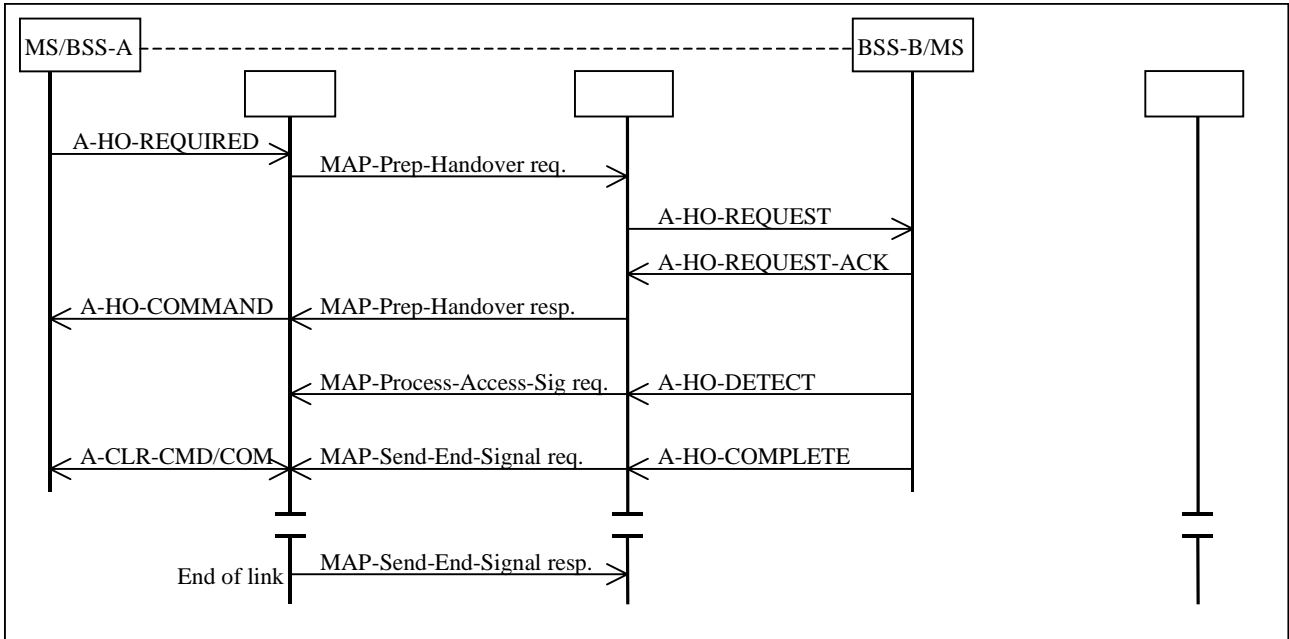 MS/BSS-A
BSS-B/MS
A-HO-REQUIRED
MAP-Prep-Handover req.
A-HO-REQUEST
A-HO-REQUEST-ACK
A-HO-COMMAND
MAP-Prep-Handover resp.
MAP-Process-Access-Sig req.
A-HO-DETECT
A-CLR-CMD/COM
MAP-Send-End-Signal req.
A-HO-COMPLETE
MAP-Send-End-Signal resp.
End of link